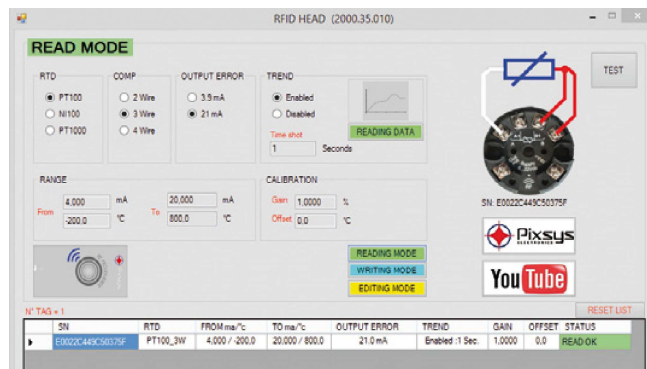 RFID HEAD (2000.35.010)
READ MODE
RTD
PT100
NI100
PT1000
COMP
2 Wire
3 Wire
4 Wire
OUTPUT ERROR
3.9 mA
21 mA
TREND
Enabled
Disabled
Time shot
1 Seconds
READING DATA
TEST
RANGE
From 4,000 mA To 20,000 mA
-200.0 °C 800.0 °C
CALIBRATION
Gain 1,0000 %
Offset 0,0 °C
SN: E0022C449C50375F
Pixsys
ELECTRONICS
YouTube
READING MODE
WRITING MODE
EDITING MODE
N° TAG = 1
RESET LIST
SN RTD FROM ma/°c TO ma/°c OUTPUT ERROR TREND GAIN OFFSET STATUS
E0022C449C50375F PT100_3W 4,000 / -200,0 20,000 / 800,0 21.0 mA Enabled :1 Sec. 1,0000 0,0 READ OK